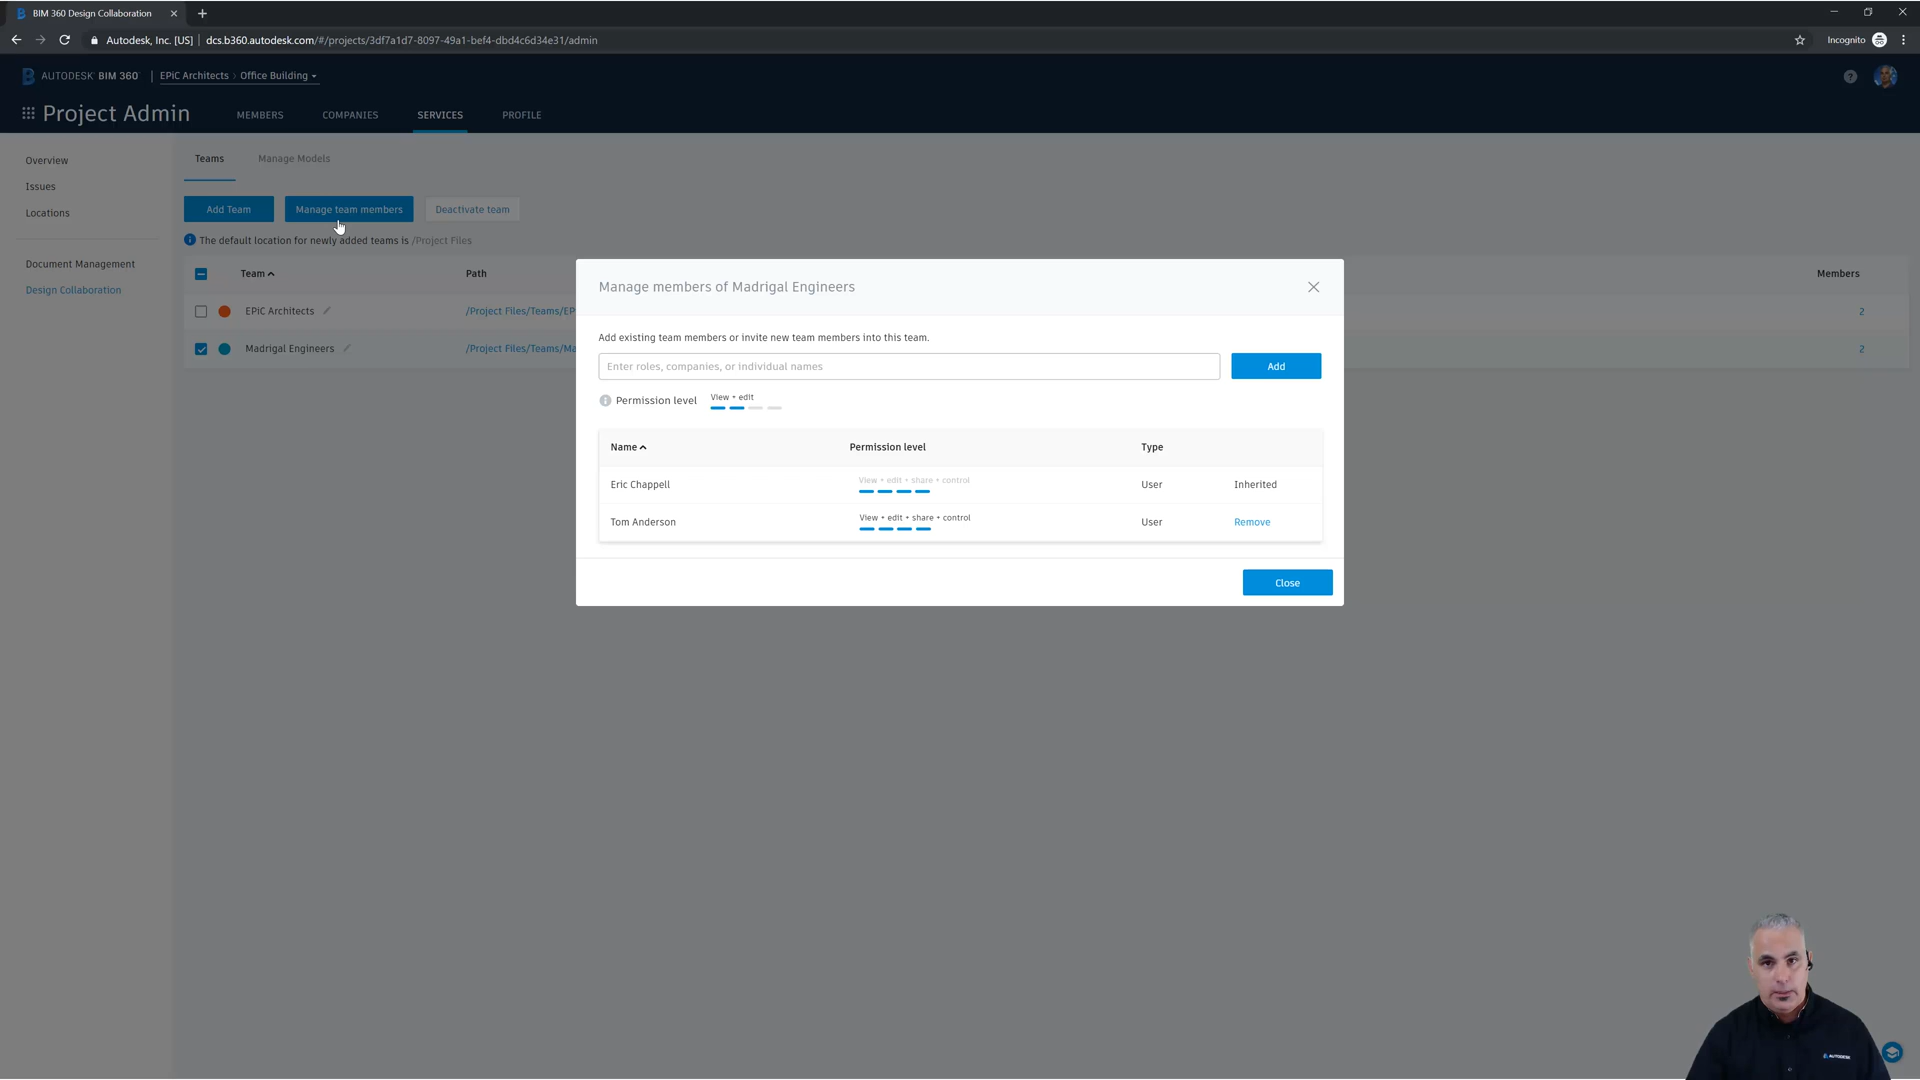 BIM 360 Design Collaboration
Autodesk, Inc. [US] | dcs.b360.autodesk.com/#/projects/3df7a1d7-8097-49a1-bef4-dbd4c6d34e31/admin
Incognito
AUTODESK BIM 360 | EPiC Architects > Office Building
Project Admin
MEMBERS
COMPANIES
SERVICES
PROFILE
Overview
Issues
Locations
Document Management
Design Collaboration
Teams
Manage Models
Add Team
Manage team members
Deactivate team
The default location for newly added teams is /Project Files
Team
Path
Members
EPiC Architects
/Project Files/Teams/EP
2
Madrigal Engineers
/Project Files/Teams/Ma
2
Manage members of Madrigal Engineers
Add existing team members or invite new team members into this team.
Enter roles, companies, or individual names
Add
Permission level
View + edit
Name
Permission level
Type
Eric Chappell
View + edit + share + control
User
Inherited
Tom Anderson
View + edit + share + control
User
Remove
Close
AUTODESK